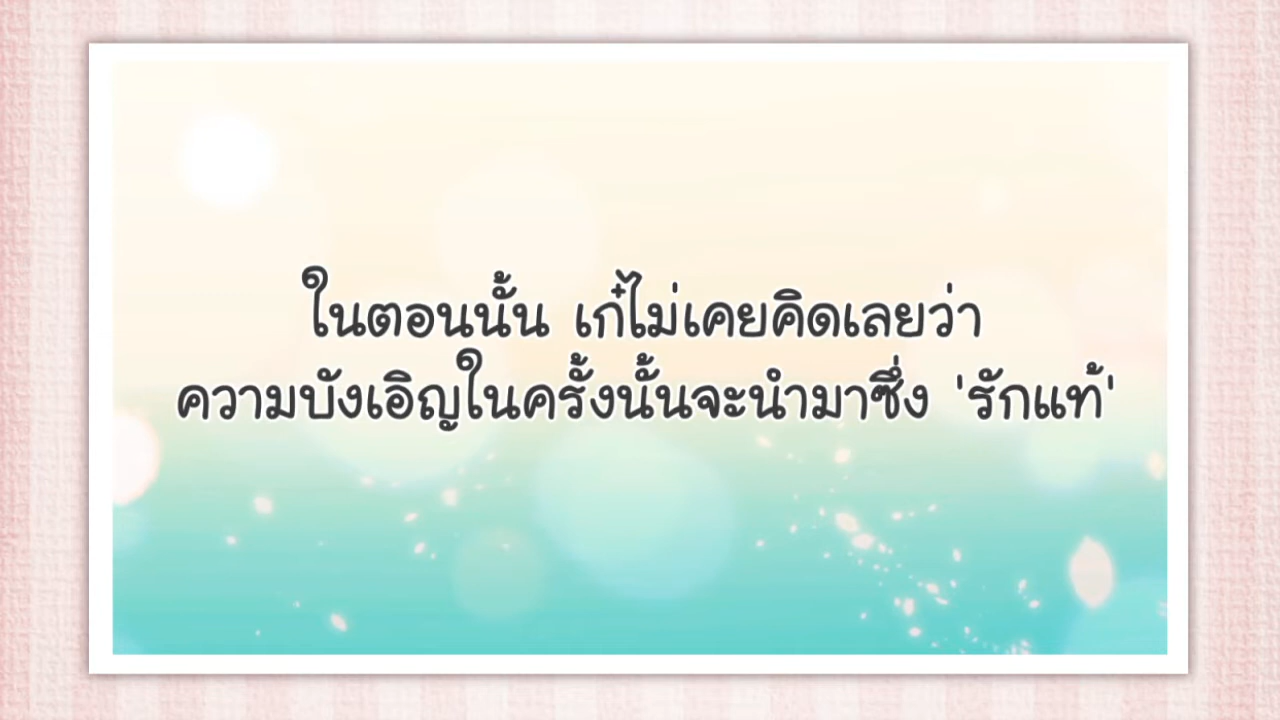 ในตอนนั้น เก๋ไม่เคยคิดเลยว่า
ความบังเอิญในครั้งนั้นจะนำมาซึ่ง 'รักแท้'